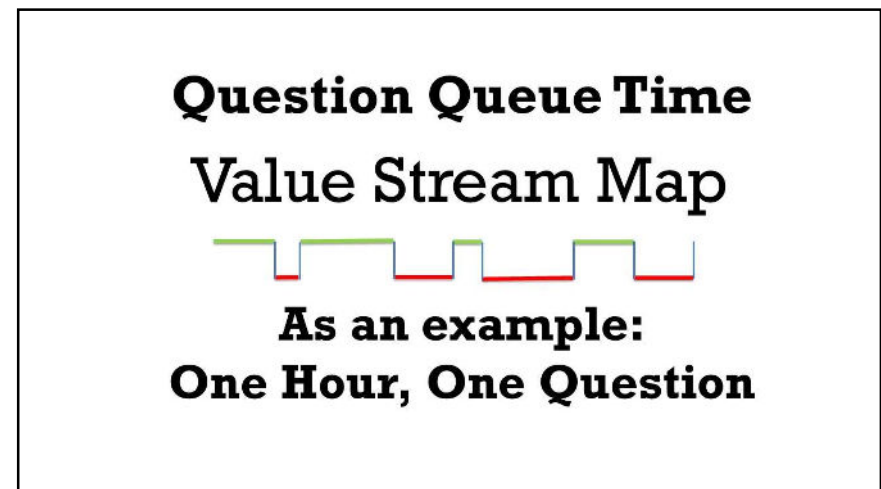 Question Queue Time
Value Stream Map
As an example:
One Hour, One Question